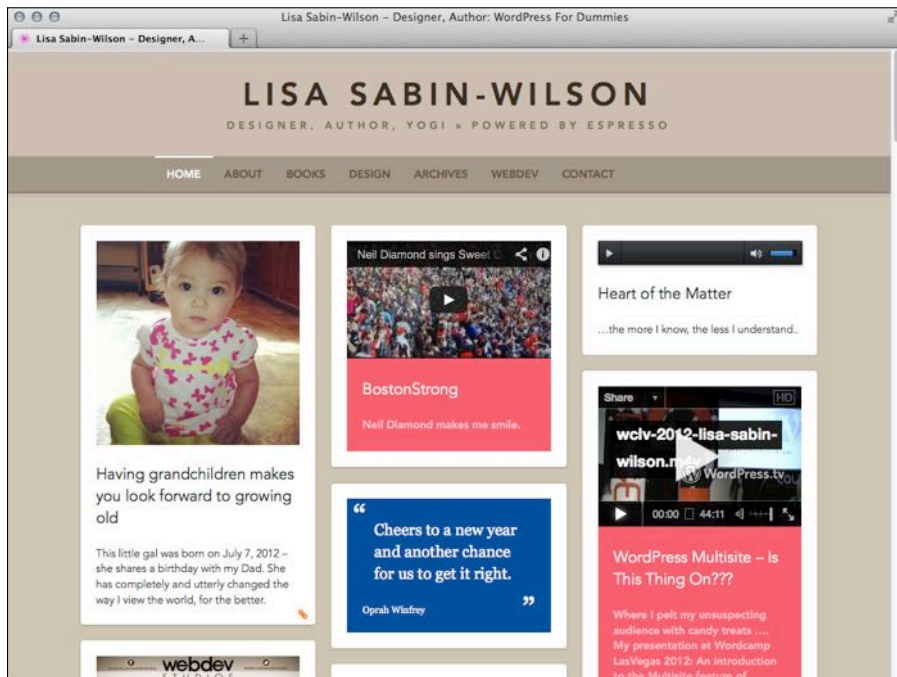 Lisa Sabin-Wilson – Designer, Author: WordPress For Dummies
Lisa Sabin-Wilson – Designer, A...
LISA SABIN-WILSON
DESIGNER, AUTHOR, YOGI » POWERED BY ESPRESSO
HOME ABOUT BOOKS DESIGN ARCHIVES WEBDEV CONTACT
Having grandchildren makes
you look forward to growing
old
This little gal was born on July 7, 2012 –
she shares a birthday with my Dad. She
has completely and utterly changed the
way I view the world, for the better.
webdev
STUDIOS
Neil Diamond sings Sweet
BostonStrong
Neil Diamond makes me smile.
“
Cheers to a new year
and another chance
for us to get it right.
Oprah Winfrey
”
Heart of the Matter
...the more I know, the less I understand..
Share HD
wclv-2012-lisa-sabin-
wilson.m4v
WordPress.tv
00:00 44:11
WordPress Multisite – Is
This Thing On???
Where I pelt my unsuspecting
audience with candy treats ....
My presentation at Wordcamp
LasVegas 2012: An introduction
to the Multisite feature of